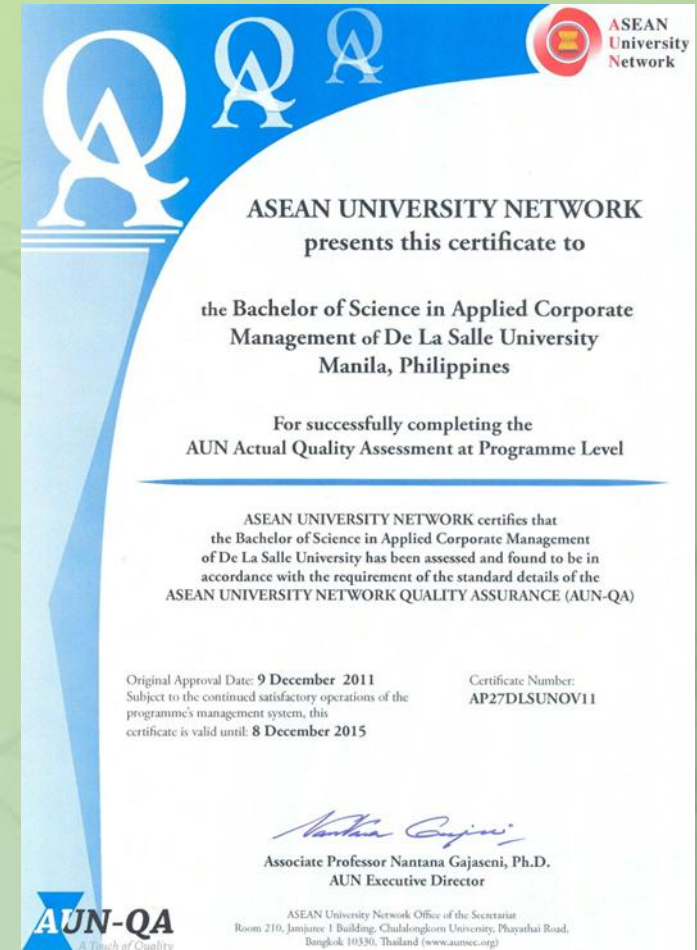 QA QA QA
ASEAN
University
Network
ASEAN UNIVERSITY NETWORK
presents this certificate to
the Bachelor of Science in Applied Corporate
Management of De La Salle University
Manila, Philippines
For successfully completing the
AUN Actual Quality Assessment at Programme Level
ASEAN UNIVERSITY NETWORK certifies that
the Bachelor of Science in Applied Corporate Management
of De La Salle University has been assessed and found to be in
accordance with the requirement of the standard details of the
ASEAN UNIVERSITY NETWORK QUALITY ASSURANCE (AUN-QA)
Original Approval Date: 9 December 2011
Subject to the continued satisfactory operations of the
programme's management system, this
certificate is valid until: 8 December 2015
Certificate Number:
AP27DLSUNOV11
Associate Professor Nantana Gajaseni, Ph.D.
AUN Executive Director
ASEAN University Network Office of the Secretariat
Room 210, Jamjuree 1 Building, Chulalongkorn University, Phayathai Road,
Bangkok 10330, Thailand (www.aunsec.org)
AUN-QA
A Touch of Quality